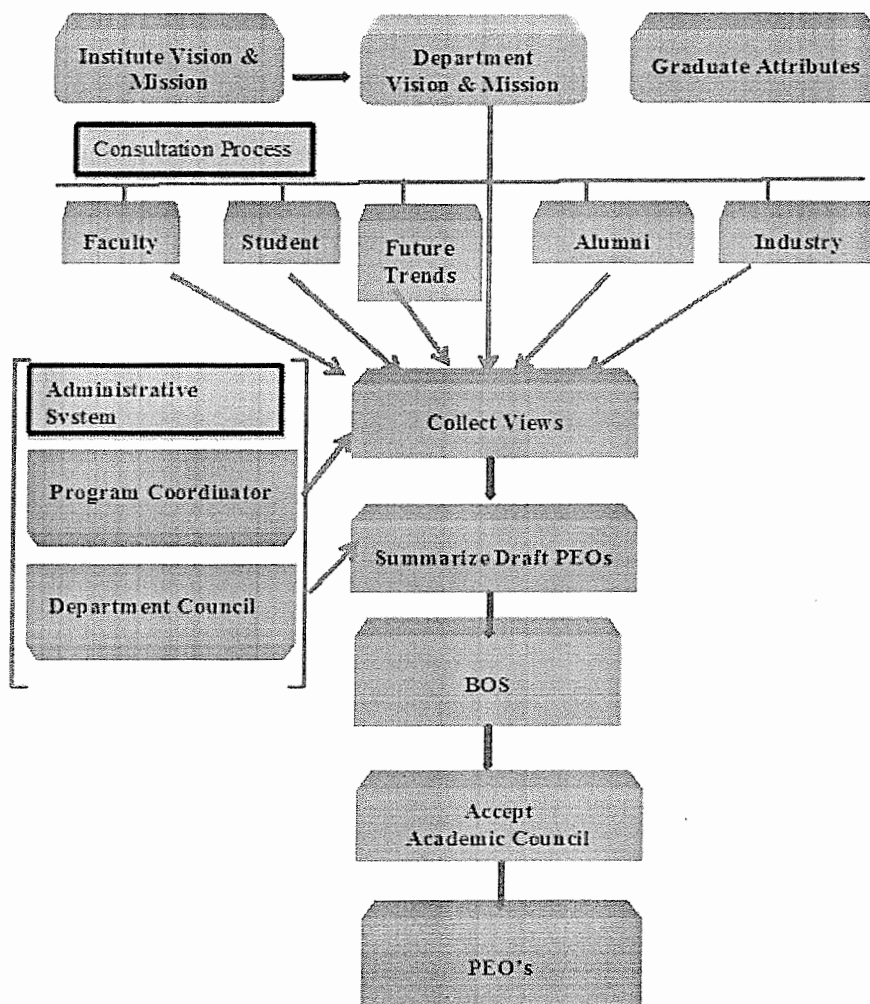 Institute Vision &
Mission
Department
Vision & Mission
Graduate Attributes
Consultation Process
Faculty
Student
Future
Trends
Alumni
Industry
Administrative
System
Collect Views
Program Coordinator
Summarize Draft PEOs
Department Council
BOS
Accept
Academic Council
PEO's